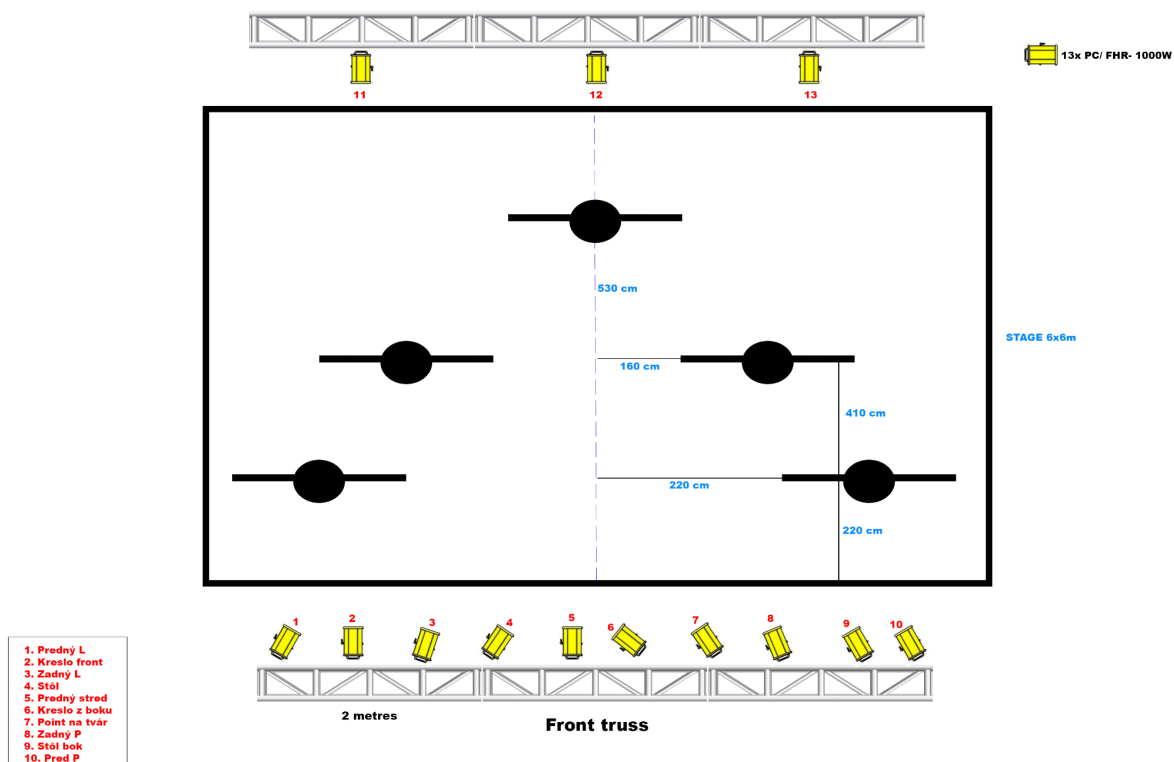 13x PC/ FHR- 1000W
11
12
13
530 cm
STAGE 6x6m
160 cm
410 cm
220 cm
220 cm
1
2
3
4
5
6
7
8
9
10
1. Predný L
2. Kreslo front
3. Zadný L
4. Stôl
5. Predný stred
6. Kreslo z boku
7. Point na tvár
8. Zadný P
9. Stôl bok
10. Pred P
2 metres
Front truss